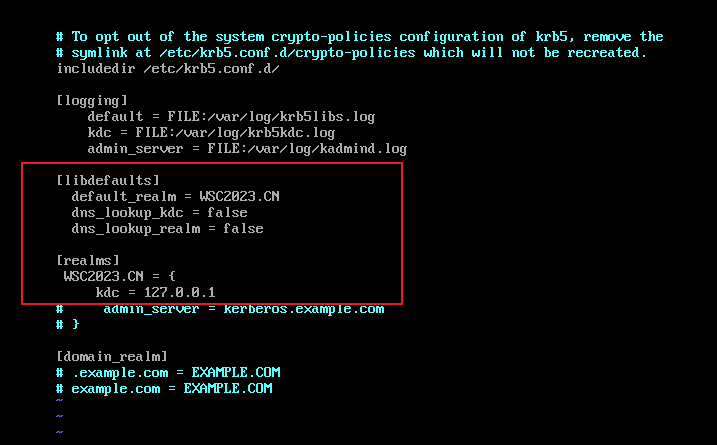 # To opt out of the system crypto-policies configuration of krb5, remove the
# symlink at /etc/krb5.conf.d/crypto-policies which will not be recreated.
includedir /etc/krb5.conf.d/

[logging]
    default = FILE:/var/log/krb5libs.log
    kdc = FILE:/var/log/krb5kdc.log
    admin_server = FILE:/var/log/kadmind.log

[libdefaults]
  default_realm = WSC2023.CN
  dns_lookup_kdc = false
  dns_lookup_realm = false

[realms]
 WSC2023.CN = {
     kdc = 127.0.0.1
#     admin_server = kerberos.example.com
# }

[domain_realm]
# .example.com = EXAMPLE.COM
# example.com = EXAMPLE.COM
~
~
~